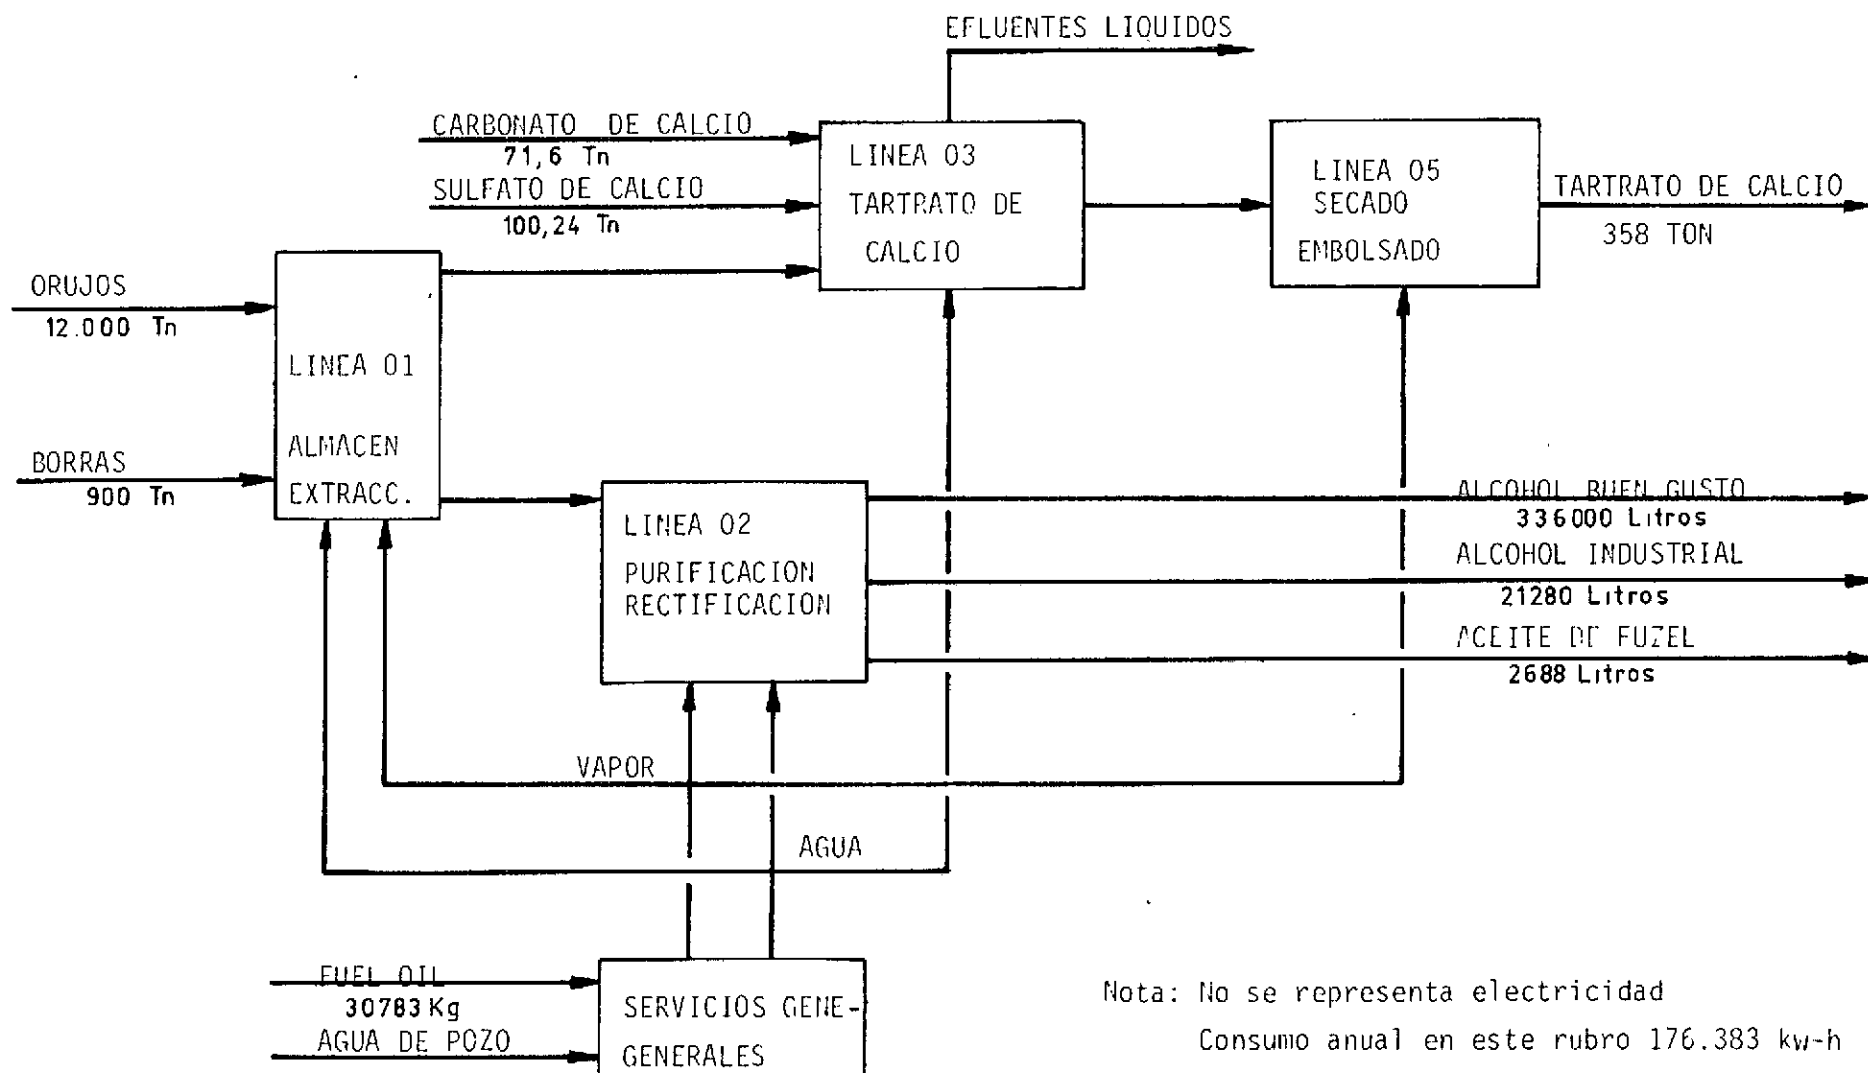 EFLUENTES LIQUIDOS
CARBONATO DE CALCIO
71,6 Tn
SULFATO DE CALCIO
100,24 Tn
LINEA 03
TARTRATO DE
CALCIO
LINEA 05
SECADO
EMBOLSADO
TARTRATO DE CALCIO
358 TON
ORUJOS
12.000 Tn
BORRAS
900 Tn
LINEA 01
ALMACEN
EXTRACC.
LINEA 02
PURIFICACION
RECTIFICACION
ALCOHOL BUEN GUSTO
336000 Litros
ALCOHOL INDUSTRIAL
21280 Litros
ACEITE DE FUZEL
2688 Litros
VAPOR
AGUA
FUEL OIL
30783 Kg
AGUA DE POZO
SERVICIOS GENE-
GENERALES
Nota: No se representa electricidad
Consumo anual en este rubro 176.383 kw-h